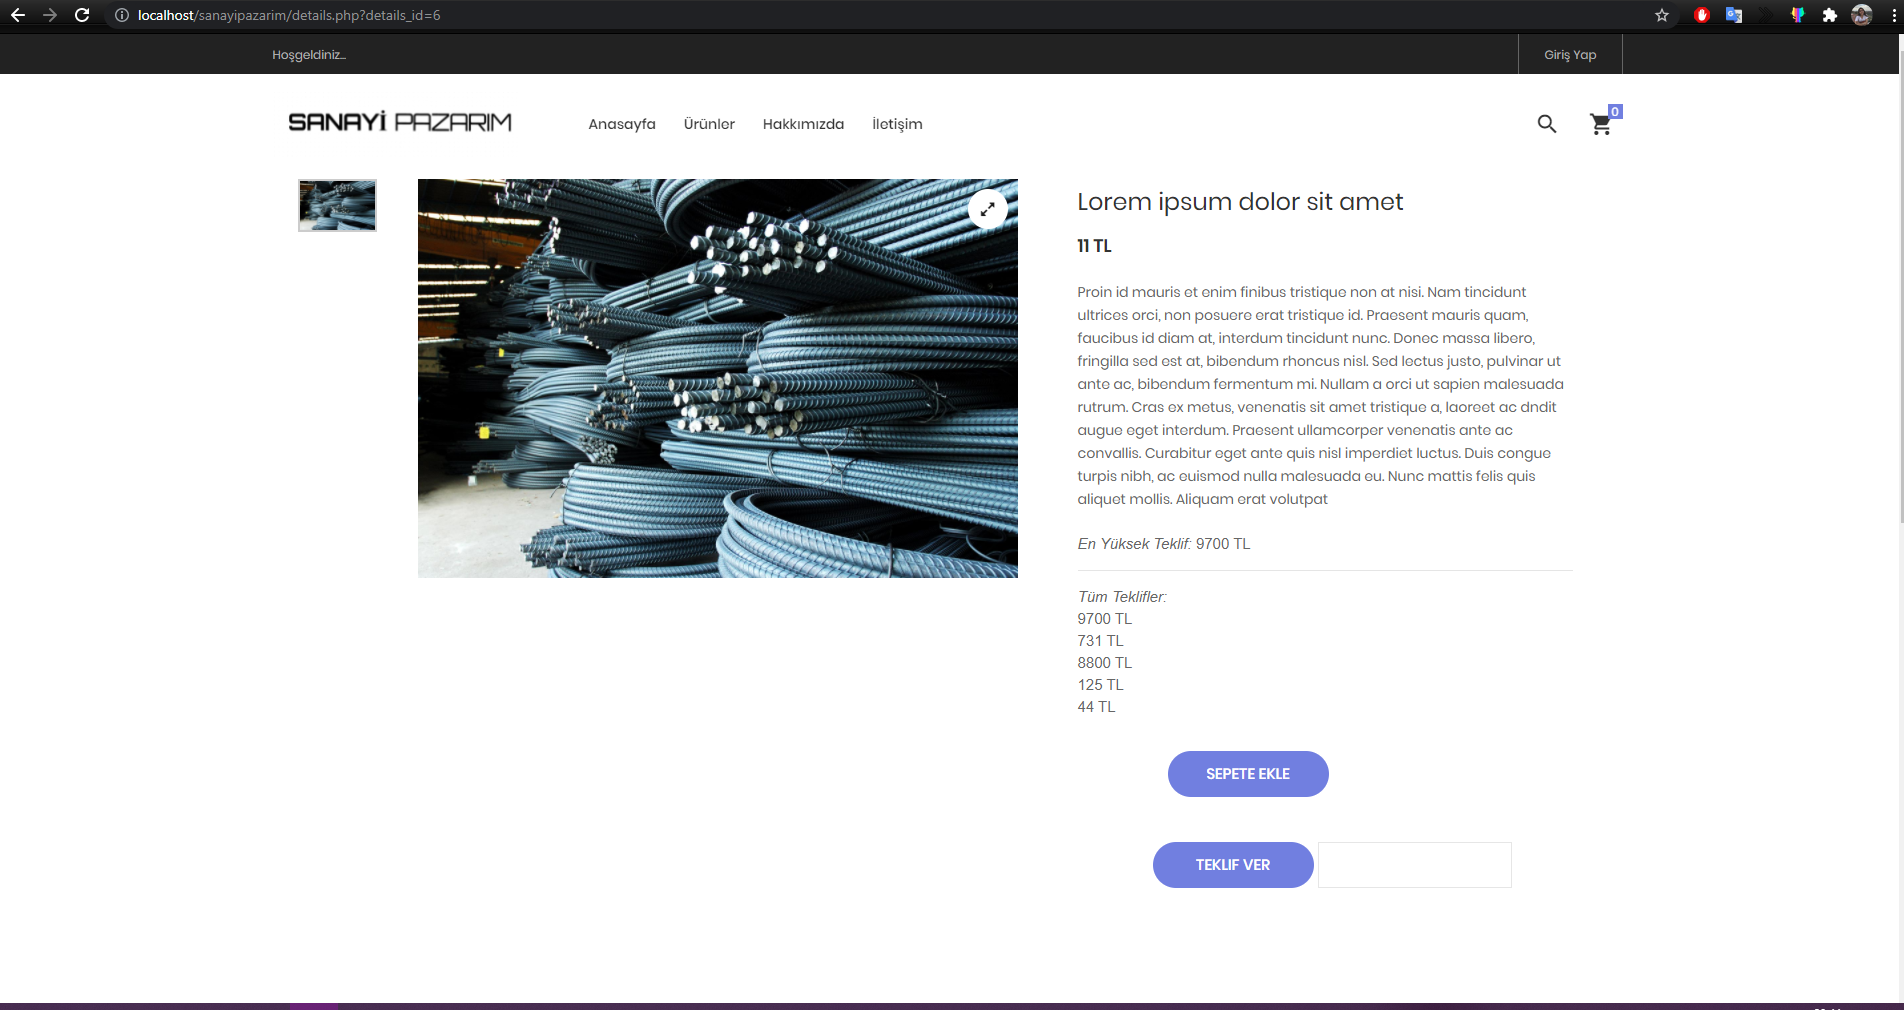 localhost/sanayipazarim/details.php?details_id=6
Hoşgeldiniz...
Giriş Yap
SANAYİ PAZARIM
Anasayfa
Ürünler
Hakkımızda
İletişim
0
Lorem ipsum dolor sit amet
11 TL
Proin id mauris et enim finibus tristique non at nisi. Nam tincidunt
ultrices orci, non posuere erat tristique id. Praesent mauris quam,
faucibus id diam at, interdum tincidunt nunc. Donec massa libero,
fringilla sed est at, bibendum rhoncus nisl. Sed lectus justo, pulvinar ut
ante ac, bibendum fermentum mi. Nullam a orci ut sapien malesuada
rutrum. Cras ex metus, venenatis sit amet tristique a, laoreet ac dndit
augue eget interdum. Praesent ullamcorper venenatis ante ac
convallis. Curabitur eget ante quis nisl imperdiet luctus. Duis congue
turpis nibh, ac euismod nulla malesuada eu. Nunc mattis felis quis
aliquet mollis. Aliquam erat volutpat
En Yüksek Teklif: 9700 TL
Tüm Teklifler:
9700 TL
731 TL
8800 TL
125 TL
44 TL
SEPETE EKLE
TEKLIF VER